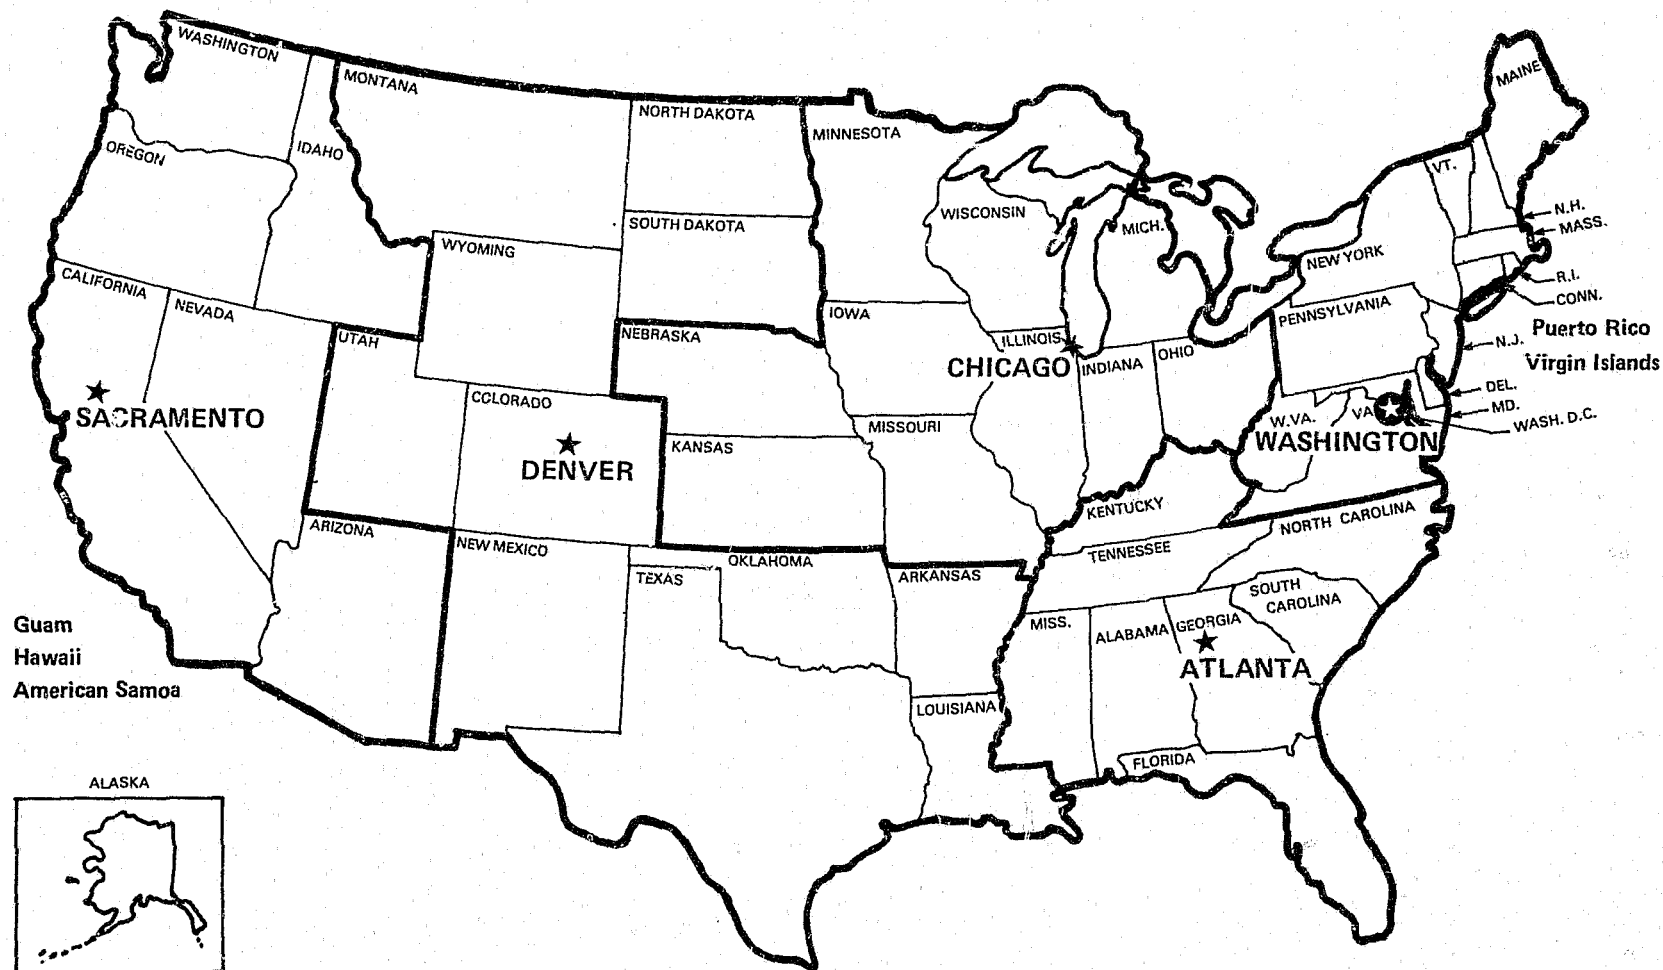 WASHINGTON
MONTANA
NORTH DAKOTA
MINNESOTA
MAINE
OREGON
IDAHO
VT.
WISCONSIN
MICH.
N.H.
MASS.
SOUTH DAKOTA
WYOMING
NEW YORK
R.I.
CONN.
CALIFORNIA
NEVADA
IOWA
PENNSYLVANIA
UTAH
NEBRASKA
ILLINOIS
CHICAGO
INDIANA
OHIO
N.J.
Puerto Rico
Virgin Islands
DEL.
MD.
WASH. D.C.
COLORADO
SACRAMENTO
DENVER
MISSOURI
KANSAS
W.VA.
VA.
WASHINGTON
KENTUCKY
NORTH CAROLINA
ARIZONA
NEW MEXICO
OKLAHOMA
TENNESSEE
TEXAS
ARKANSAS
SOUTH
CAROLINA
MISS.
ALABAMA
GEORGIA
ATLANTA
Guam
Hawaii
American Samoa
LOUISIANA
FLORIDA
ALASKA